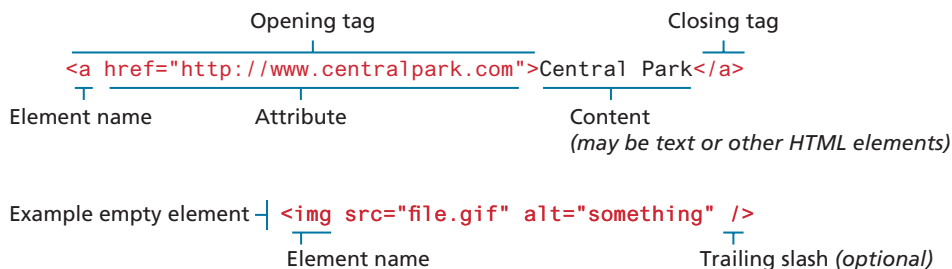 Opening tag Closing tag
<a href="http://www.centralpark.com">Central Park</a>
Element name Attribute Content
(may be text or other HTML elements)
Example empty element <img src="file.gif" alt="something" />
Element name Trailing slash (optional)